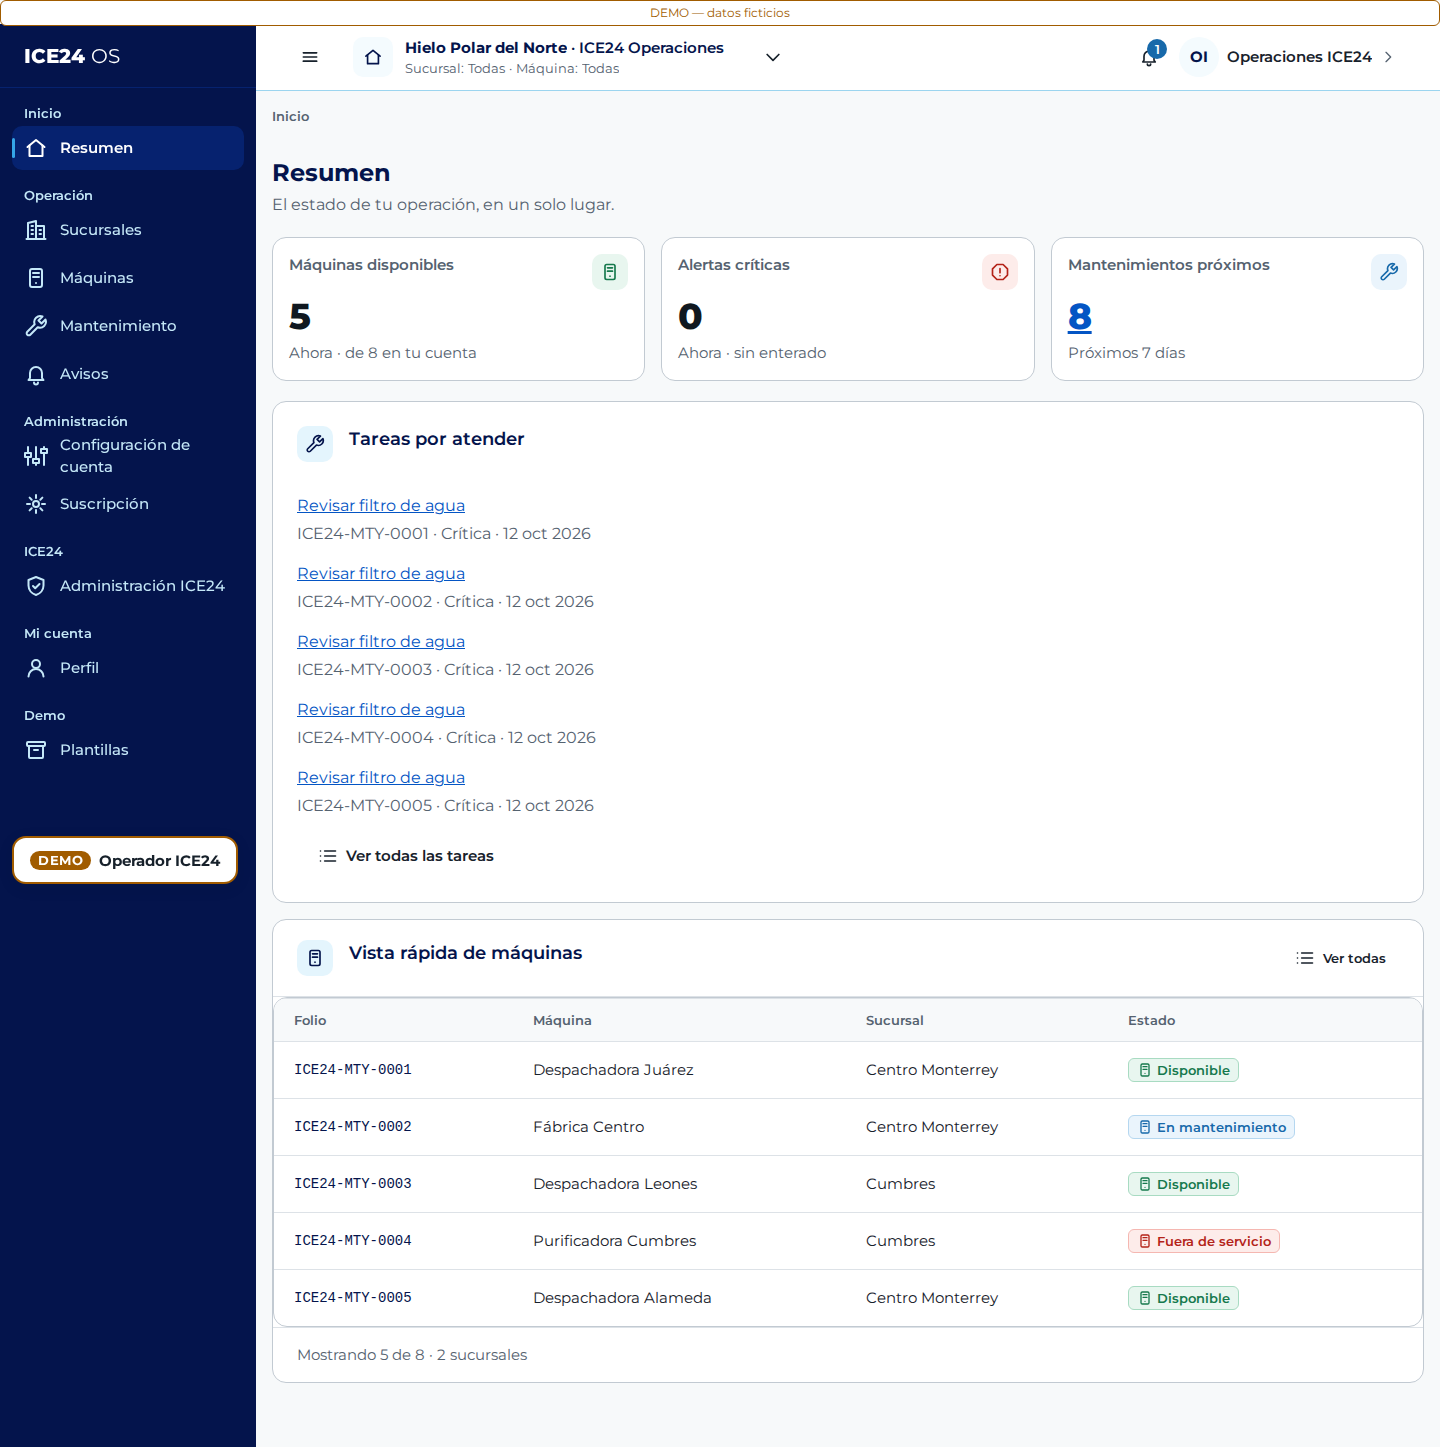 DEMO — datos ficticios
ICE24 OS
Inicio
Resumen
Operación
Sucursales
Máquinas
Mantenimiento
Avisos
Administración
Configuración de
cuenta
Suscripción
ICE24
Administración ICE24
Mi cuenta
Perfil
Demo
Plantillas
DEMO Operador ICE24
Hielo Polar del Norte · ICE24 Operaciones
Sucursal: Todas · Máquina: Todas
1
OI Operaciones ICE24
Inicio
Resumen
El estado de tu operación, en un solo lugar.
Máquinas disponibles
5
Ahora · de 8 en tu cuenta
Alertas críticas
0
Ahora · sin enterado
Mantenimientos próximos
8
Próximos 7 días
Tareas por atender
Revisar filtro de agua
ICE24-MTY-0001 · Crítica · 12 oct 2026
Revisar filtro de agua
ICE24-MTY-0002 · Crítica · 12 oct 2026
Revisar filtro de agua
ICE24-MTY-0003 · Crítica · 12 oct 2026
Revisar filtro de agua
ICE24-MTY-0004 · Crítica · 12 oct 2026
Revisar filtro de agua
ICE24-MTY-0005 · Crítica · 12 oct 2026
Ver todas las tareas
Vista rápida de máquinas
Ver todas
Folio Máquina Sucursal Estado
ICE24-MTY-0001 Despachadora Juárez Centro Monterrey Disponible
ICE24-MTY-0002 Fábrica Centro Centro Monterrey En mantenimiento
ICE24-MTY-0003 Despachadora Leones Cumbres Disponible
ICE24-MTY-0004 Purificadora Cumbres Cumbres Fuera de servicio
ICE24-MTY-0005 Despachadora Alameda Centro Monterrey Disponible
Mostrando 5 de 8 · 2 sucursales